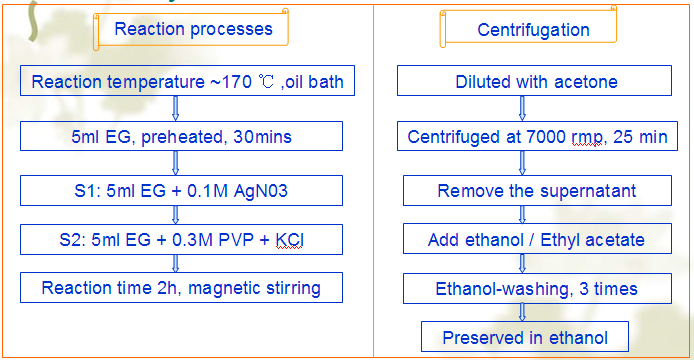 Reaction processes
Reaction temperature ~170 ℃ ,oil bath
5ml EG, preheated, 30mins
S1: 5ml EG + 0.1M AgN03
S2: 5ml EG + 0.3M PVP + KCl
Reaction time 2h, magnetic stirring
Centrifugation
Diluted with acetone
Centrifuged at 7000 rmp, 25 min
Remove the supernatant
Add ethanol / Ethyl acetate
Ethanol-washing, 3 times
Preserved in ethanol